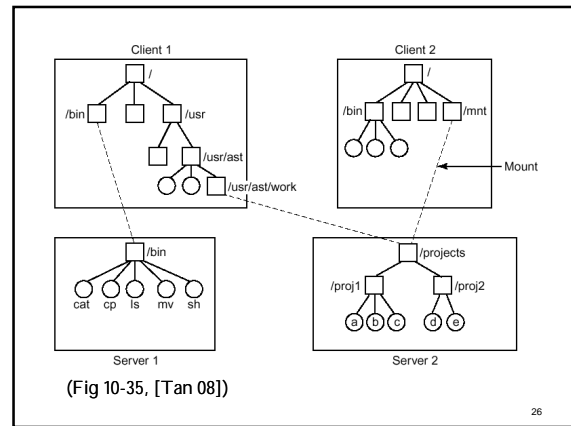 Client 1
Client 2
/
/
/bin
/usr
/bin
/mnt
/usr/ast
Mount
/usr/ast/work
/bin
/projects
/proj1
/proj2
cat cp ls mv sh
a b c d e
Server 1
Server 2
(Fig 10-35, [Tan 08])
26